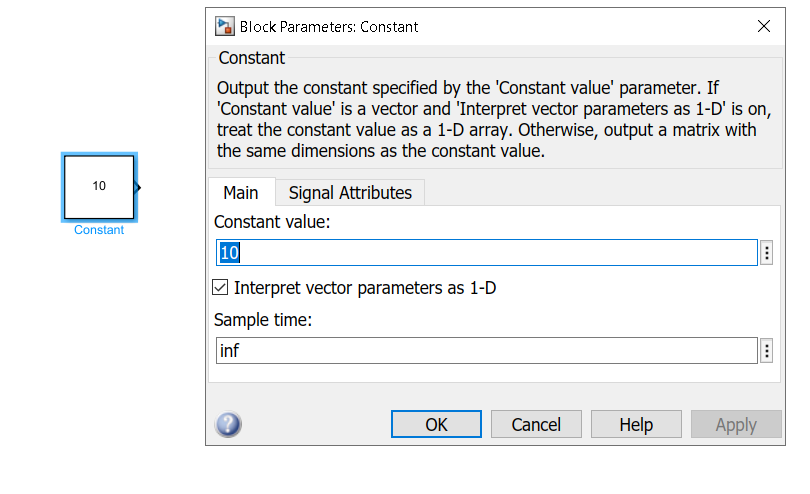 Block Parameters: Constant
Constant
Output the constant specified by the 'Constant value' parameter. If
'Constant value' is a vector and 'Interpret vector parameters as 1-D' is on,
treat the constant value as a 1-D array. Otherwise, output a matrix with
the same dimensions as the constant value.
10
Constant
Main Signal Attributes
Constant value:
10
Interpret vector parameters as 1-D
Sample time:
inf
? OK Cancel Help Apply